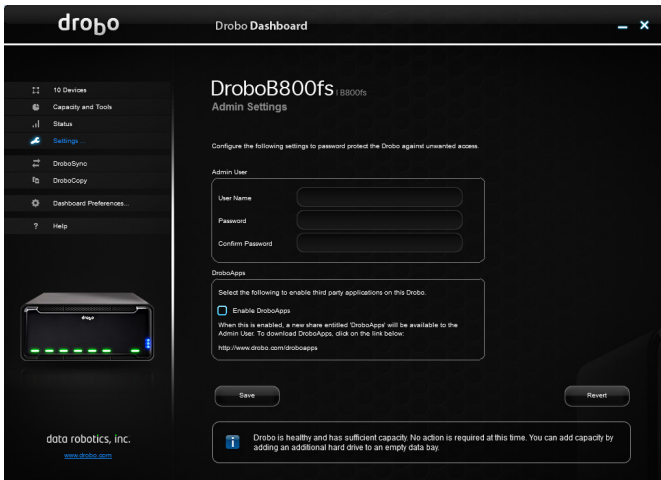 drobo
Drobo Dashboard
10 Devices
Capacity and Tools
Status
Settings ...
DroboSync
DroboCopy
Dashboard Preferences...
? Help
drobo
data robotics, inc.
www.drobo.com
DroboB800fs | B800fs
Admin Settings
Configure the following settings to password protect the Drobo against unwanted access.
Admin User
User Name
Password
Confirm Password
DroboApps
Select the following to enable third party applications on this Drobo.
Enable DroboApps
When this is enabled, a new share entitled 'DroboApps' will be available to the
Admin User. To download DroboApps, click on the link below:
http://www.drobo.com/droboapps
Save
Revert
Drobo is healthy and has sufficient capacity. No action is required at this time. You can add capacity by
adding an additional hard drive to an empty data bay.